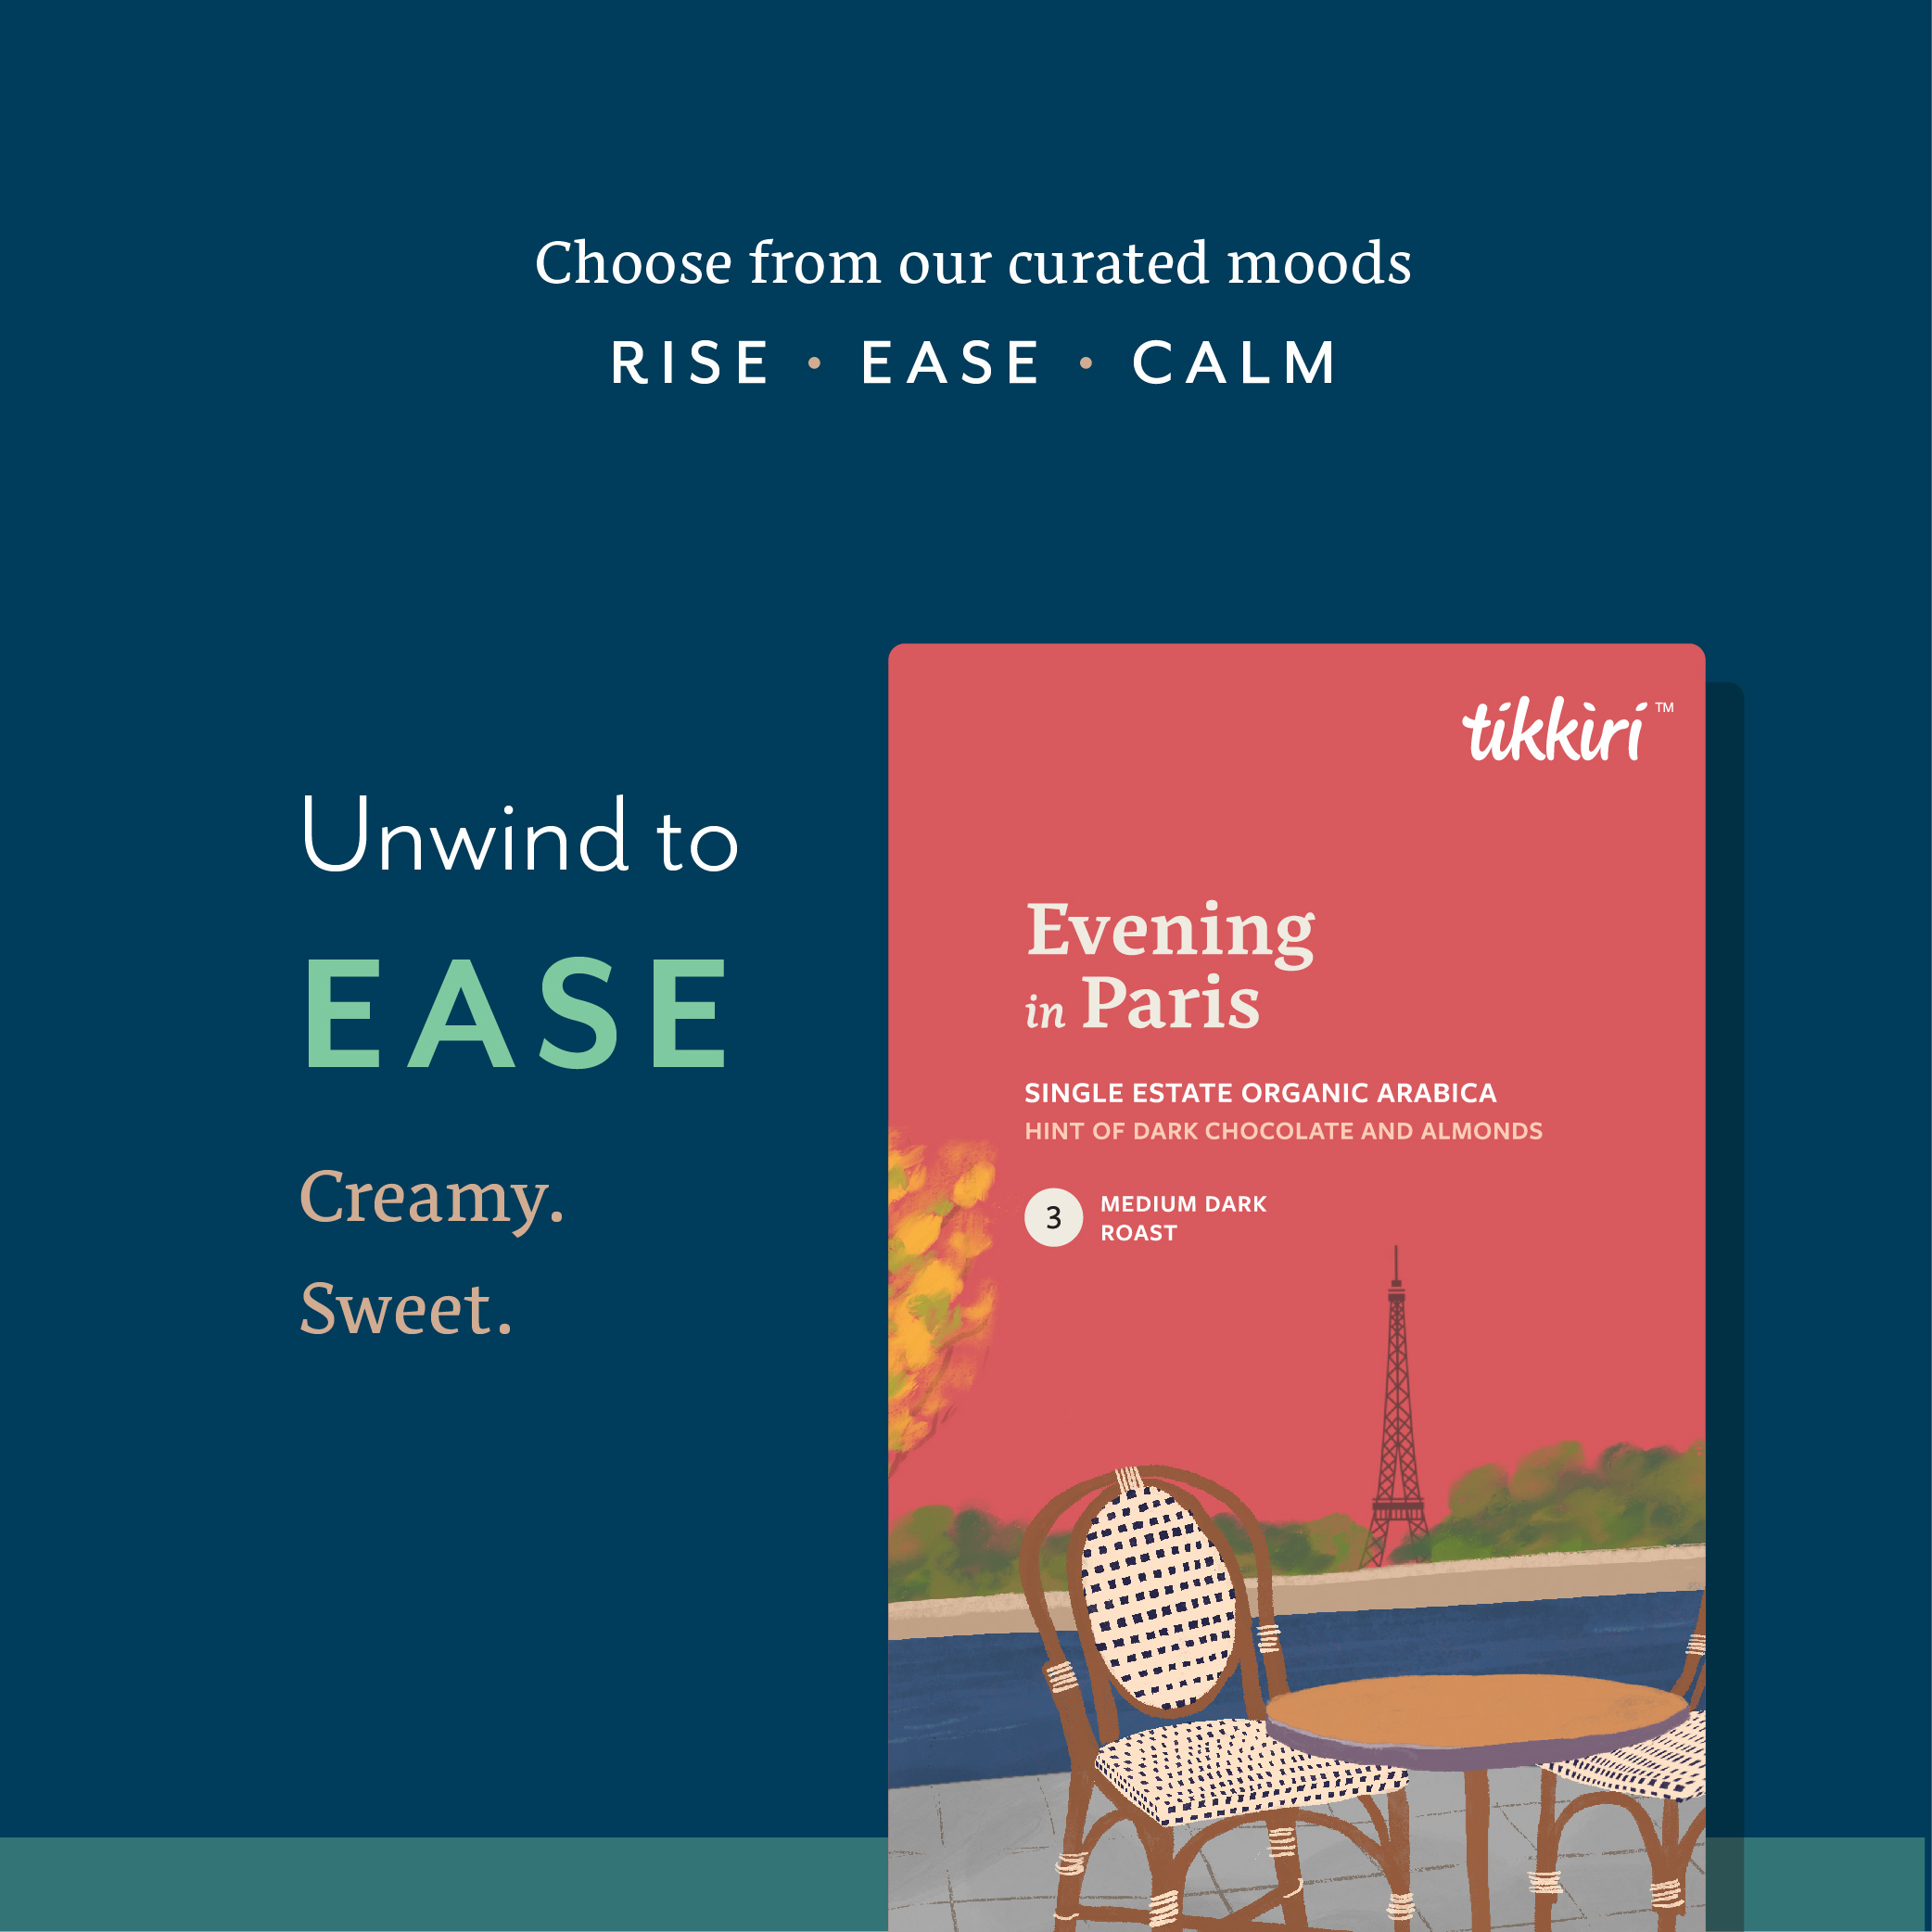 Choose from our curated moods
RISE • EASE • CALM
Unwind to
EASE
Creamy.
Sweet.
tikkiri™
Evening
in Paris
SINGLE ESTATE ORGANIC ARABICA
HINT OF DARK CHOCOLATE AND ALMONDS
3 MEDIUM DARK
ROAST